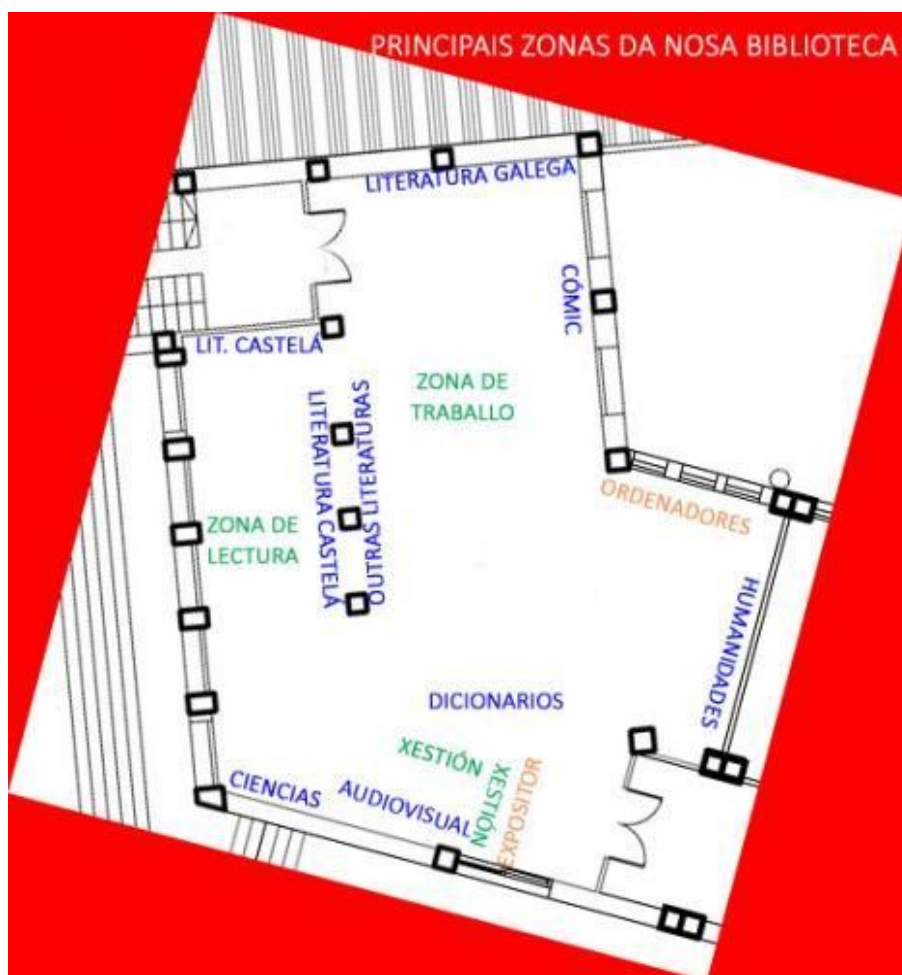 PRINCIPAIS ZONAS DA NOSA BIBLIOTECA
LITERATURA GALEGA
CÓMIC
LIT. CASTELÁ
ZONA DE
TRABALLO
LITERATURA CASTELÁ
OUTRAS LITERATURAS
ZONA DE
LECTURA
ORDENADORES
HUMANIDADES
DICIONARIOS
XESTIÓN
XESTIÓN
EXPOSITOR
CIENCIAS
AUDIOVISUAL